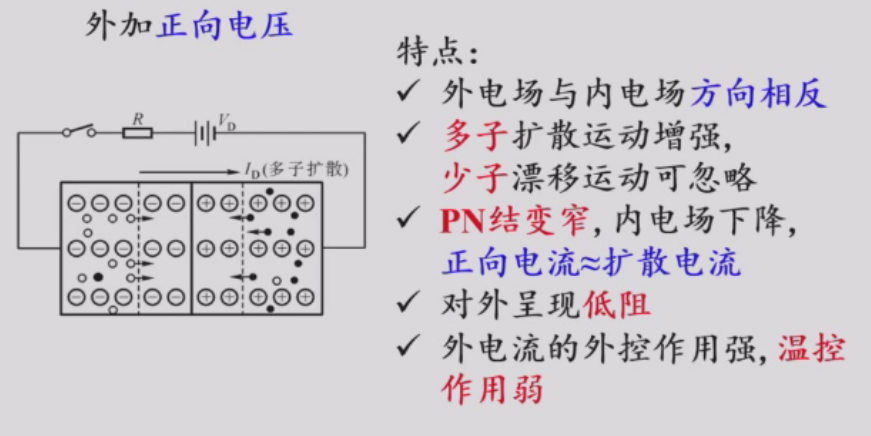 外加正向电压
特点:
✓ 外电场与内电场方向相反
✓ 多子扩散运动增强,
少子漂移运动可忽略
✓ PN结变窄, 内电场下降,
正向电流≈扩散电流
✓ 对外呈现低阻
✓ 外电流的外控作用强, 温控
作用弱
R
V_D
I_D(多子扩散)